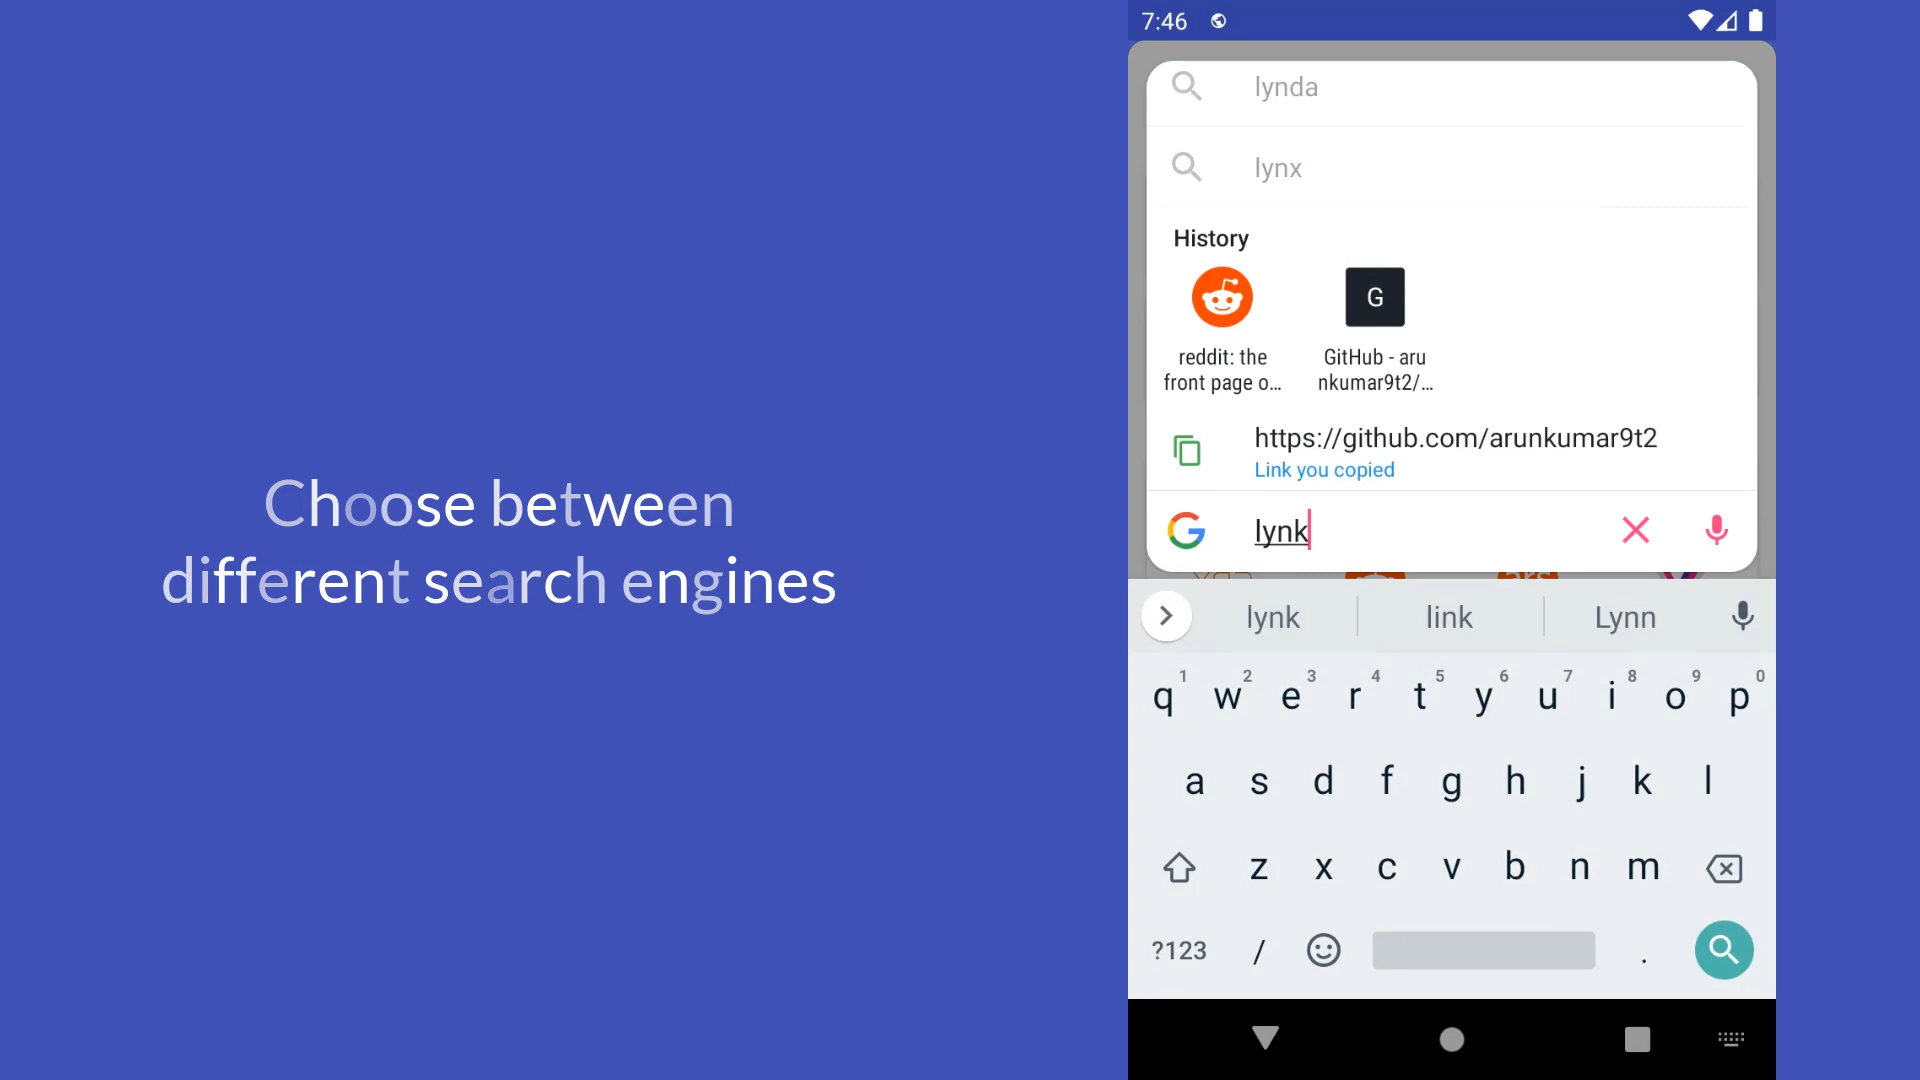 Choose between
different search engines
7:46
lynda
lynx
History
G
reddit: the
front page o...
GitHub - aru
nkumar9t2/...
https://github.com/arunkumar9t2
Link you copied
lynk
lynk link Lynn
1 2 3 4 5 6 7 8 9 0
q w e r t y u i o p
a s d f g h j k l
z x c v b n m
?123 / .